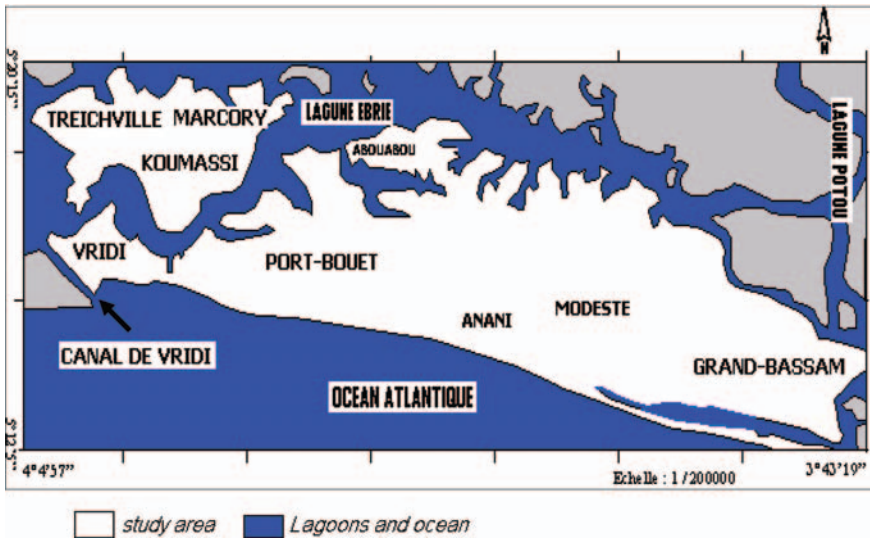 N
5°20'15''
TREICHVILLE MARCORY
LAGUNE EBRIE
ABOUABOU
KOUMASSI
LAGUNE POTOU
VRIDI
PORT-BOUET
MODESTE
ANANI
CANAL DE VRIDI
GRAND-BASSAM
OCEAN ATLANTIQUE
4°4'57''
Echelle : 1/200000
3°43'19''
study area
Lagoons and ocean